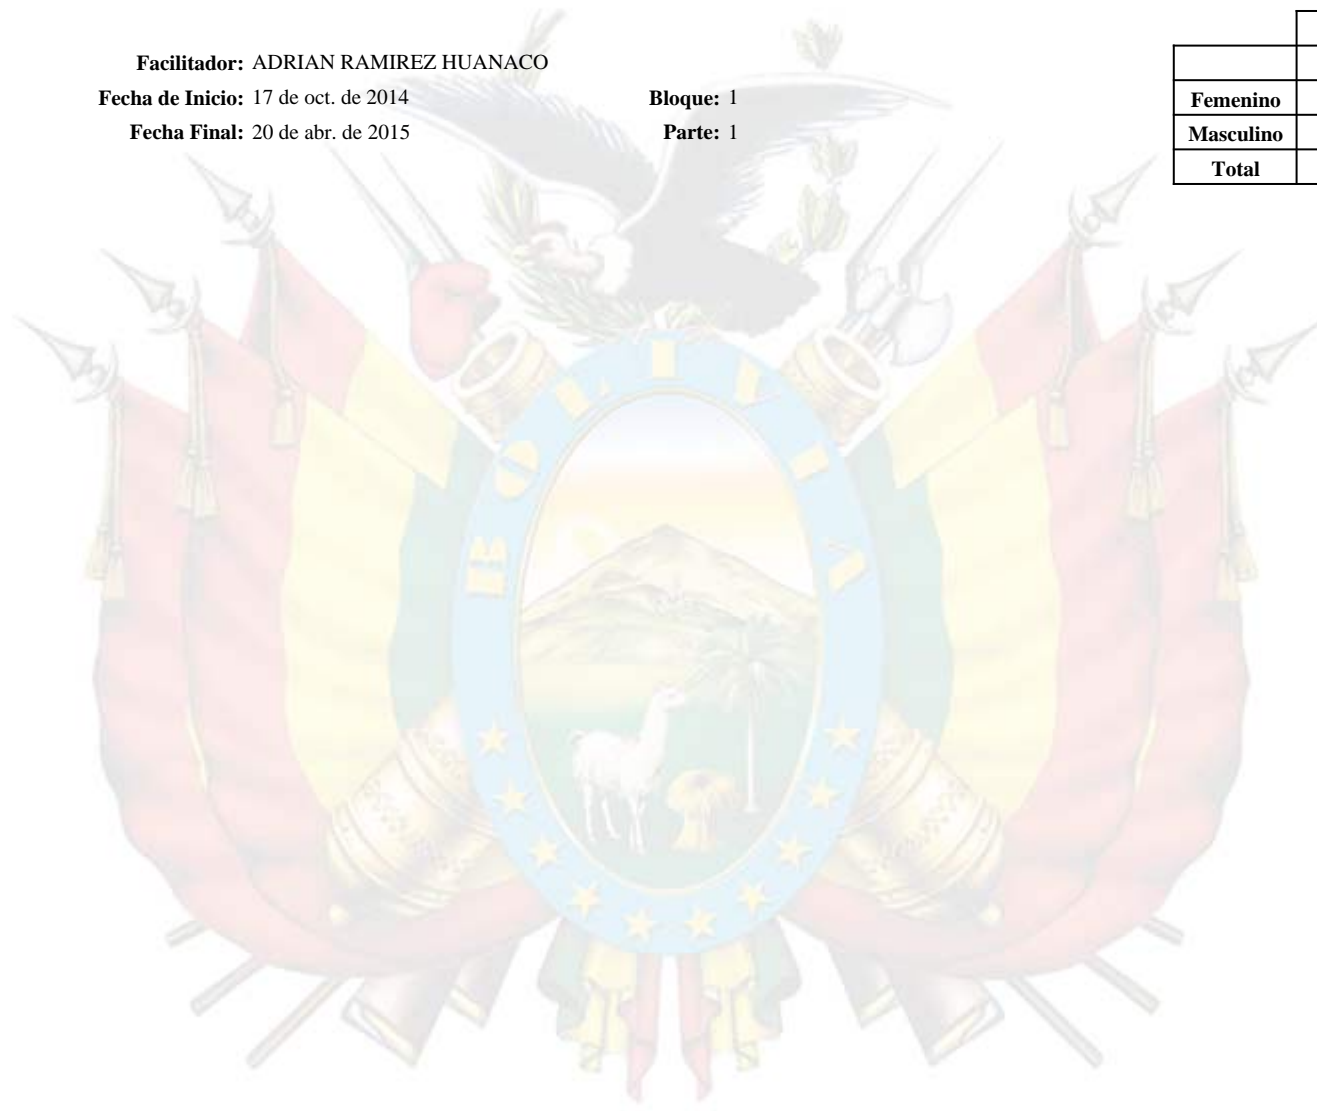 Facilitador: ADRIAN RAMIREZ HUANACO
Fecha de Inicio: 17 de oct. de 2014 Bloque: 1
Fecha Final: 20 de abr. de 2015 Parte: 1
Femenino
Masculino
Total
BOLIVIA